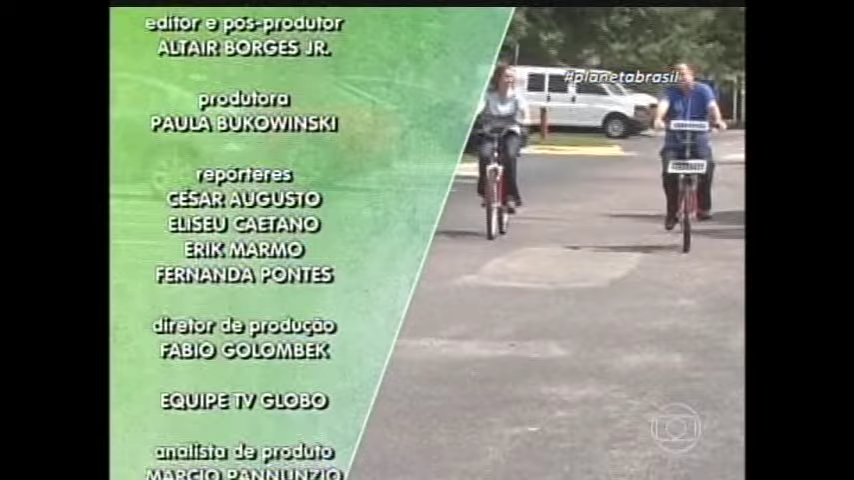 editor e pós-produtor
ALTAIR BORGES JR.
produtora
PAULA BUKOWINSKI
repórteres
CÉSAR AUGUSTO
ELISEU CAETANO
ERIK MARMO
FERNANDA PONTES
diretor de produção
FABIO GOLOMBEK
EQUIPE TV GLOBO
analista de produto
MARCIO PANNUNZIO
#planetabrasil